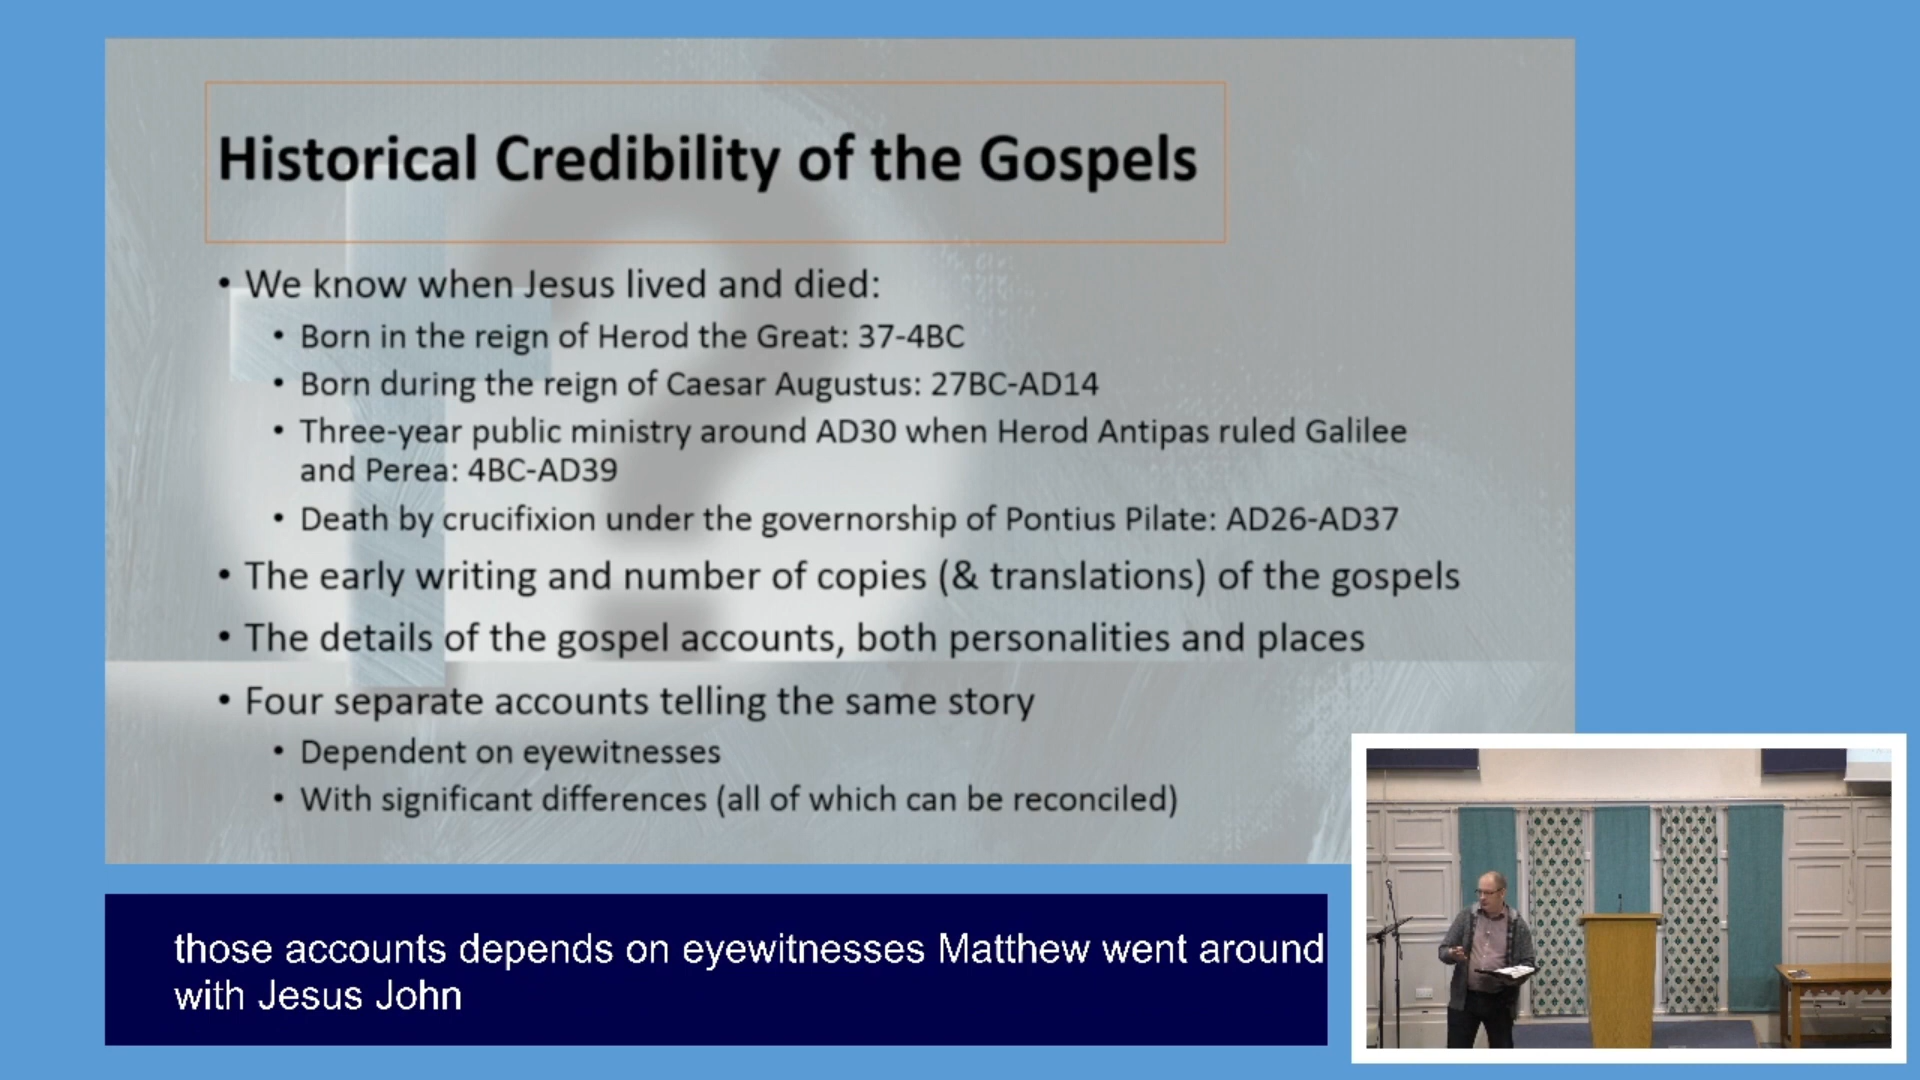 Historical Credibility of the Gospels
• We know when Jesus lived and died:
• Born in the reign of Herod the Great: 37-4BC
• Born during the reign of Caesar Augustus: 27BC-AD14
• Three-year public ministry around AD30 when Herod Antipas ruled Galilee
and Perea: 4BC-AD39
• Death by crucifixion under the governorship of Pontius Pilate: AD26-AD37
• The early writing and number of copies (& translations) of the gospels
• The details of the gospel accounts, both personalities and places
• Four separate accounts telling the same story
• Dependent on eyewitnesses
• With significant differences (all of which can be reconciled)
those accounts depends on eyewitnesses Matthew went around
with Jesus John